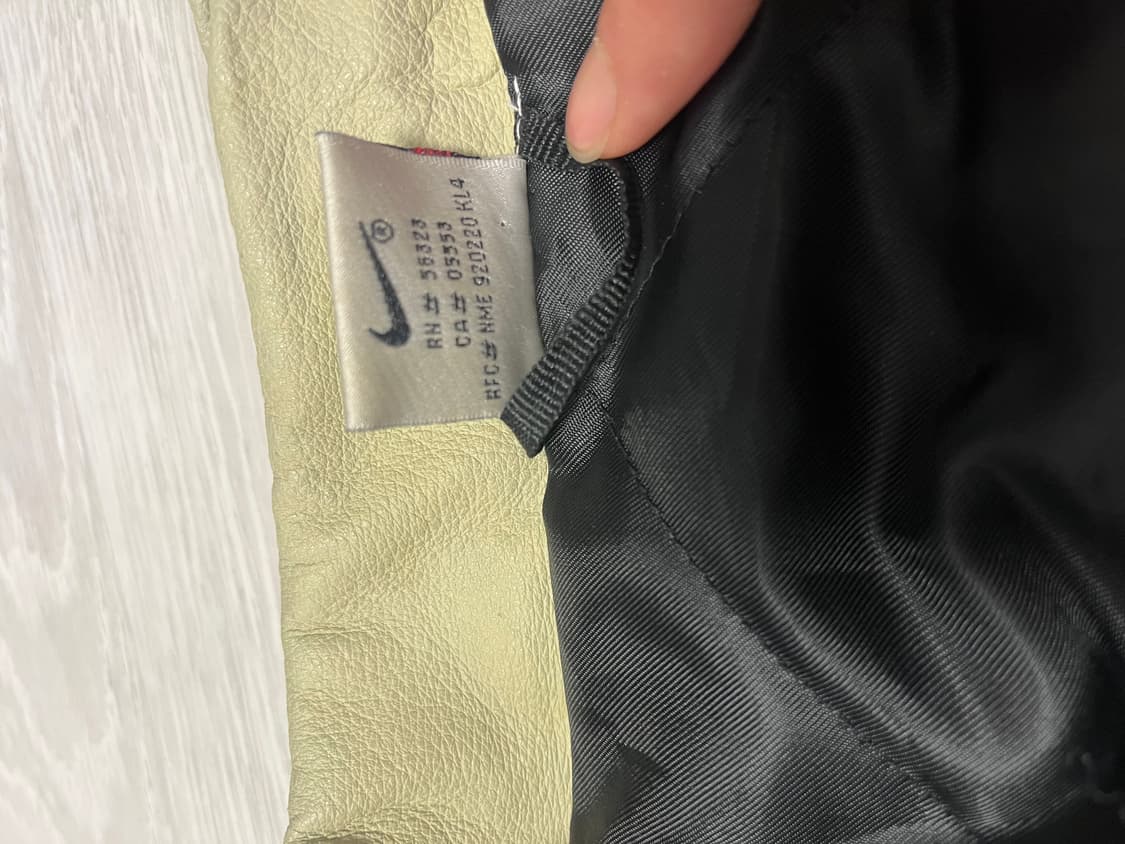 ®
RN # 56323
CA # 05553
RFC # NME 920220 KL4